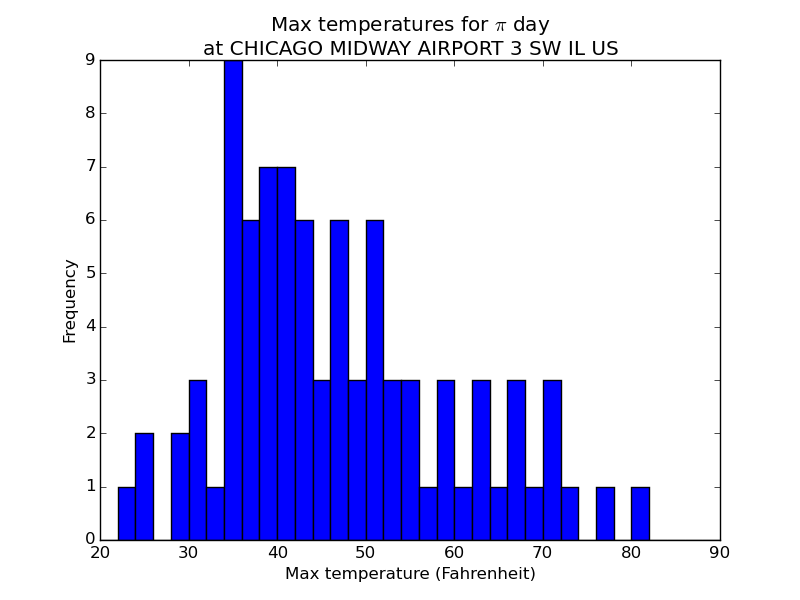 Max temperatures for π day
at CHICAGO MIDWAY AIRPORT 3 SW IL US
9
8
7
6
5
4
3
2
1
0
Frequency
20 30 40 50 60 70 80 90
Max temperature (Fahrenheit)